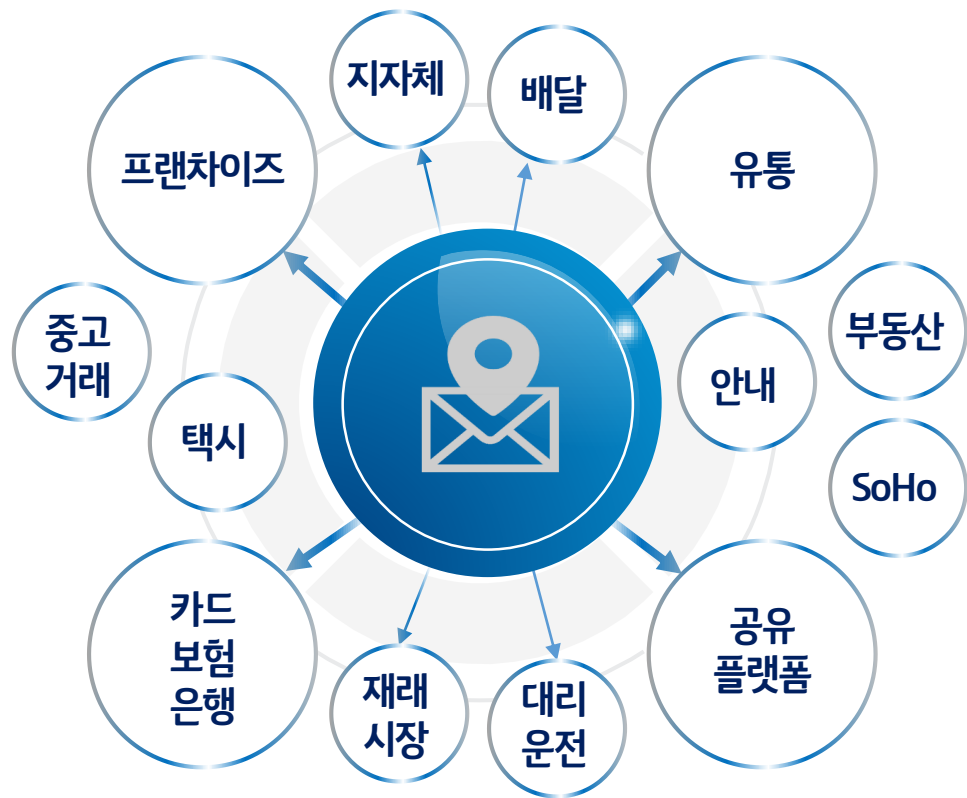 지자체
배달
프랜차이즈
유통
중고
거래
부동산
택시
안내
SoHo
카드
보험
은행
재래
시장
대리
운전
공유
플랫폼